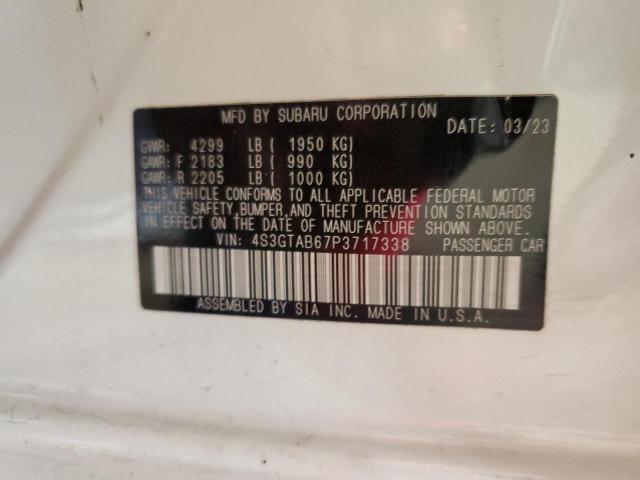 MFD BY SUBARU CORPORATION
DATE: 03/23
GVWR: 4299 LB ( 1950 KG)
GAWR: F 2183 LB ( 990 KG)
GAWR: R 2205 LB ( 1000 KG)
THIS VEHICLE CONFORMS TO ALL APPLICABLE FEDERAL MOTOR
VEHICLE SAFETY, BUMPER, AND THEFT PREVENTION STANDARDS
IN EFFECT ON THE DATE OF MANUFACTURE SHOWN ABOVE.
VIN: 4S3GTAB67P3717338 PASSENGER CAR
ASSEMBLED BY SIA INC. MADE IN U.S.A.